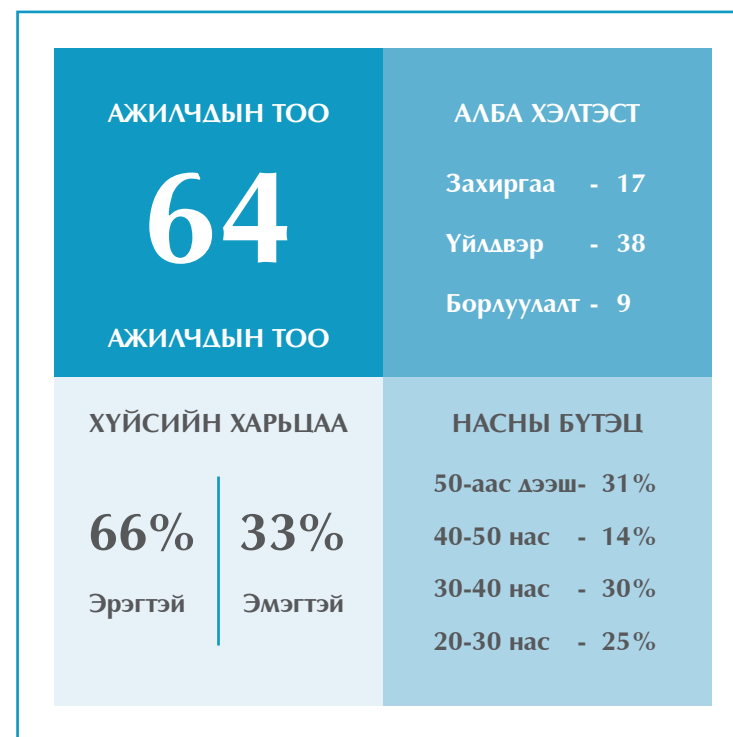 АЖИЛЧДЫН ТОО
64
АЖИЛЧДЫН ТОО
АЛБА ХЭЛТЭСТ
Захиргаа - 17
Үйлдвэр - 38
Борлуулалт - 9
ХҮЙСИЙН ХАРЬЦАА
66%
Эрэгтэй
33%
Эмэгтэй
НАСНЫ БҮТЭЦ
50-аас дээш- 31%
40-50 нас - 14%
30-40 нас - 30%
20-30 нас - 25%